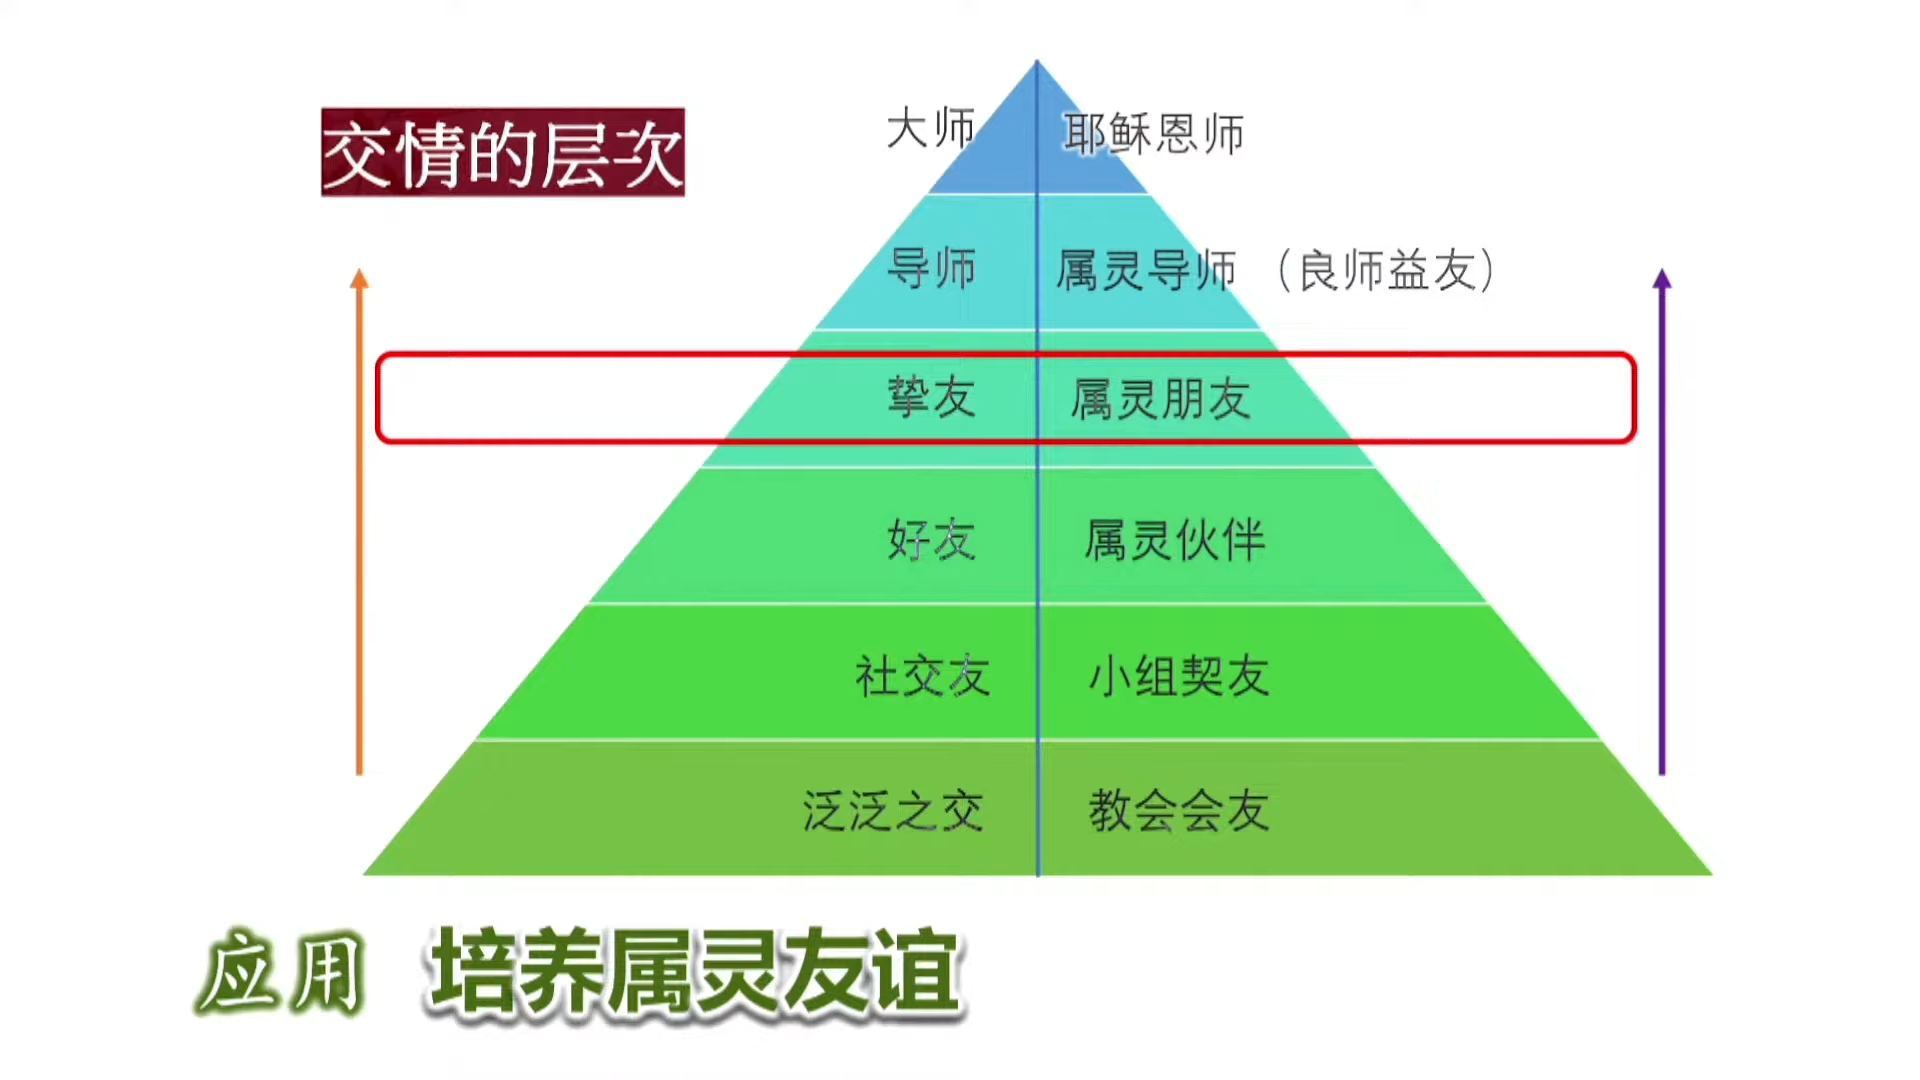 交情的层次
大师 耶稣恩师
导师 属灵导师 （良师益友）
挚友 属灵朋友
好友 属灵伙伴
社交友 小组契友
泛泛之交 教会会友
应用 培养属灵友谊